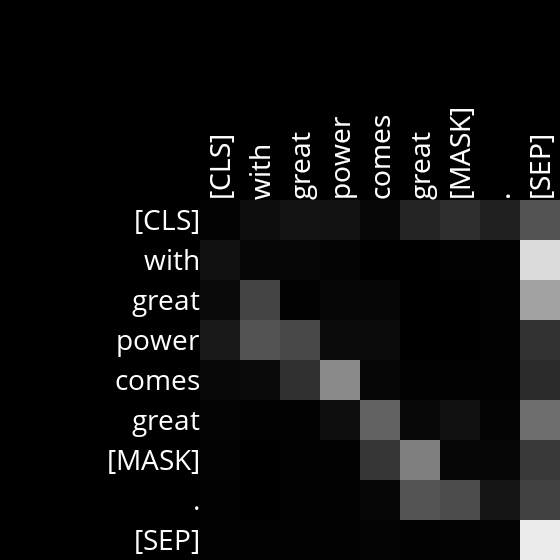 [CLS] with great power comes great [MASK] . [SEP]
[CLS]
with
great
power
comes
great
[MASK]
.
[SEP]